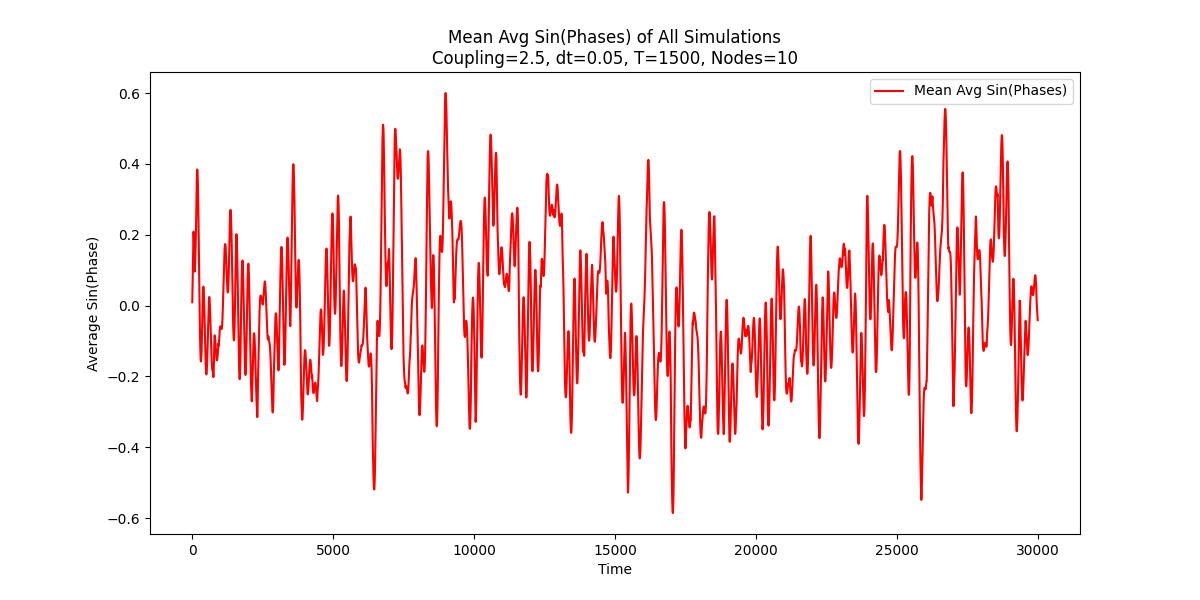 Mean Avg Sin(Phases) of All Simulations
Coupling=2.5, dt=0.05, T=1500, Nodes=10
Mean Avg Sin(Phases)
0.6
0.4
0.2
0.0
−0.2
−0.4
−0.6
Average Sin(Phase)
0 5000 10000 15000 20000 25000 30000
Time